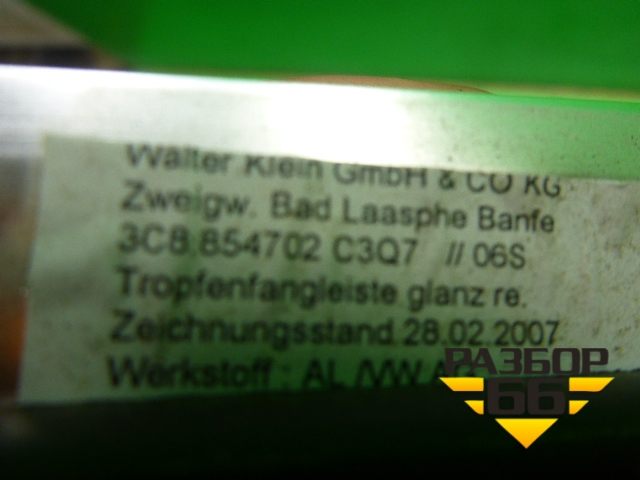 Walter Klein GmbH & CO KG
Zweigw. Bad Laasphe Banfe
3C8 854702 C3Q7 // 06S
Tropfenfangleiste glanz re.
Zeichnungsstand 28.02.2007
Werkstoff : AL /VW
РАЗБОР
66